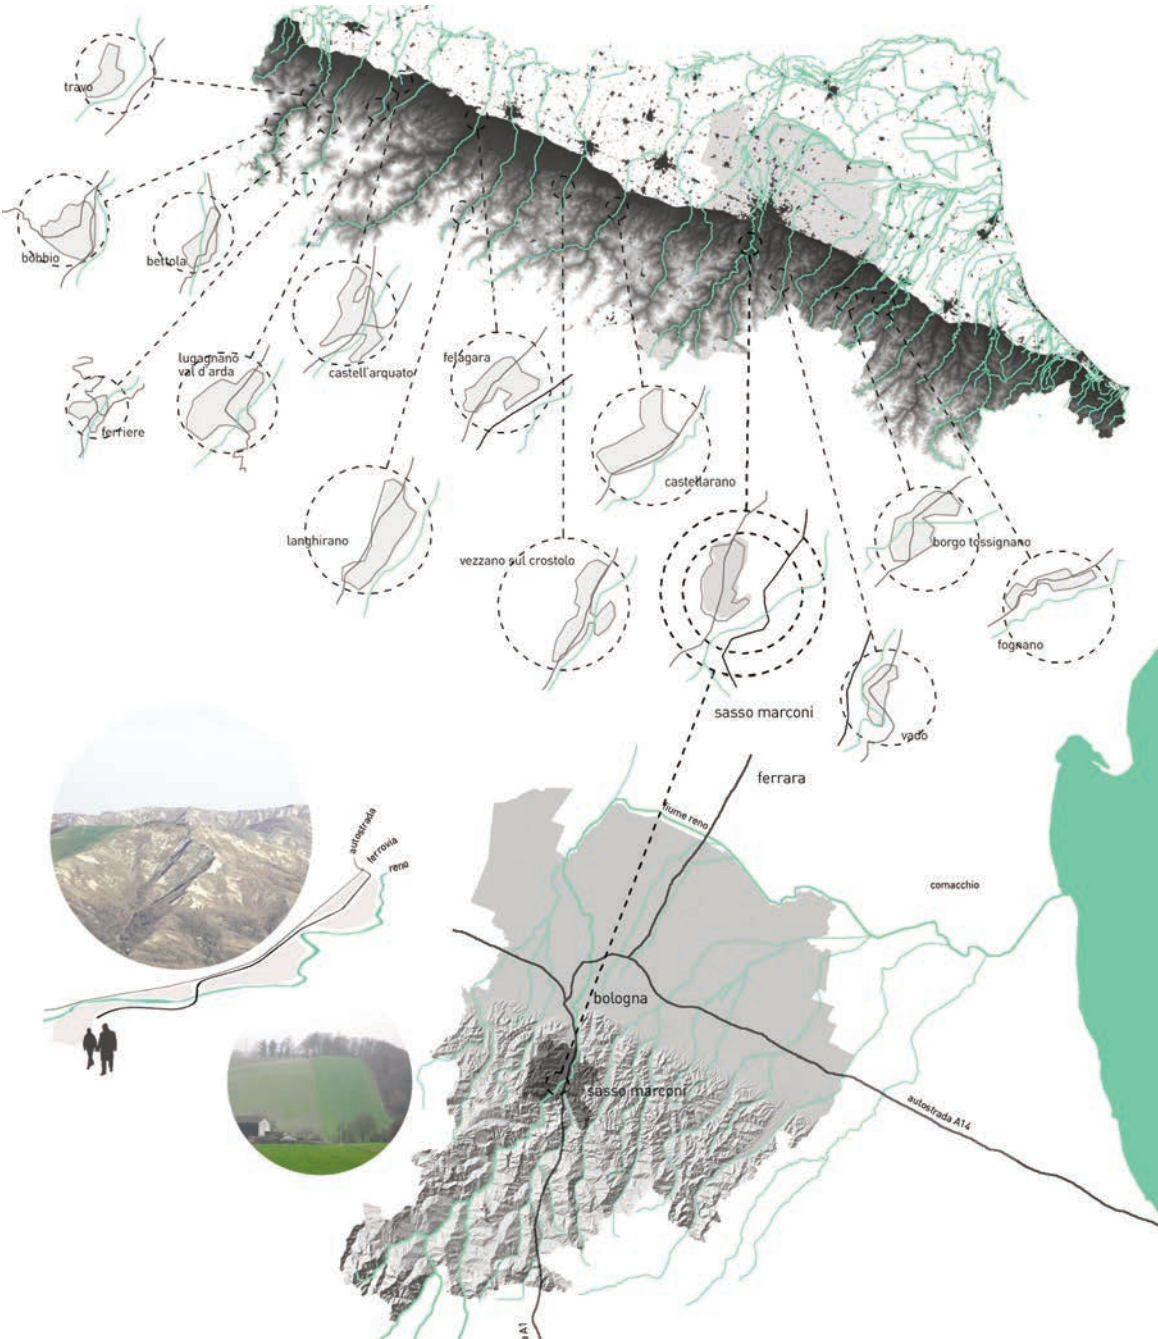 travo
bobbio
bettola
ferriere
lugagnano
val d'arda
castell'arquato
felagara
langhirano
castellarano
vezzano sul crostolo
borgo tossignano
fognano
sasso marconi
vado
ferrara
fiume reno
autostrada
ferrovia
reno
comacchio
bologna
sasso marconi
autostrada A14
A1